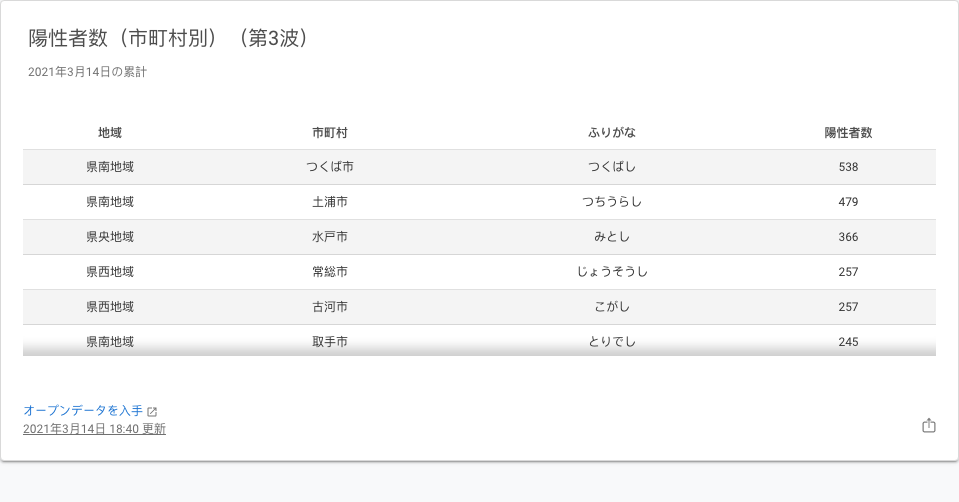 陽性者数（市町村別）（第3波）
2021年3月14日の累計
地域 市町村 ふりがな 陽性者数
県南地域 つくば市 つくばし 538
県南地域 土浦市 つちうらし 479
県央地域 水戸市 みとし 366
県西地域 常総市 じょうそうし 257
県西地域 古河市 こがし 257
県南地域 取手市 とりでし 245
オープンデータを入手
2021年3月14日 18:40 更新